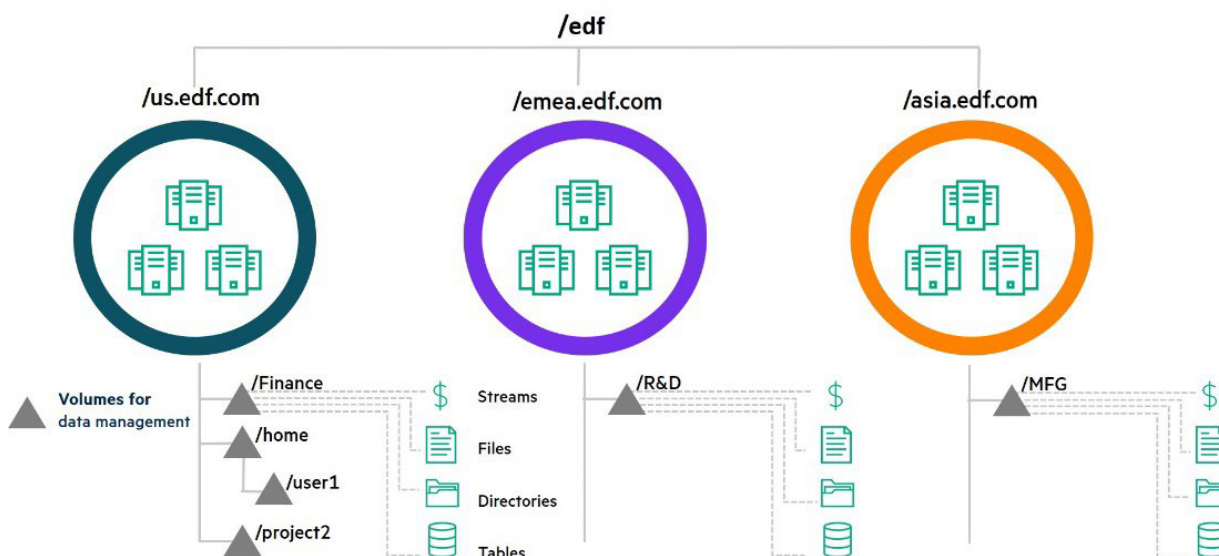 /edf
/us.edf.com
/emea.edf.com
/asia.edf.com
Volumes for
data management
/Finance
/home
/user1
/project2
$
Streams
Files
Directories
Tables
/R&D
$
/MFG
$